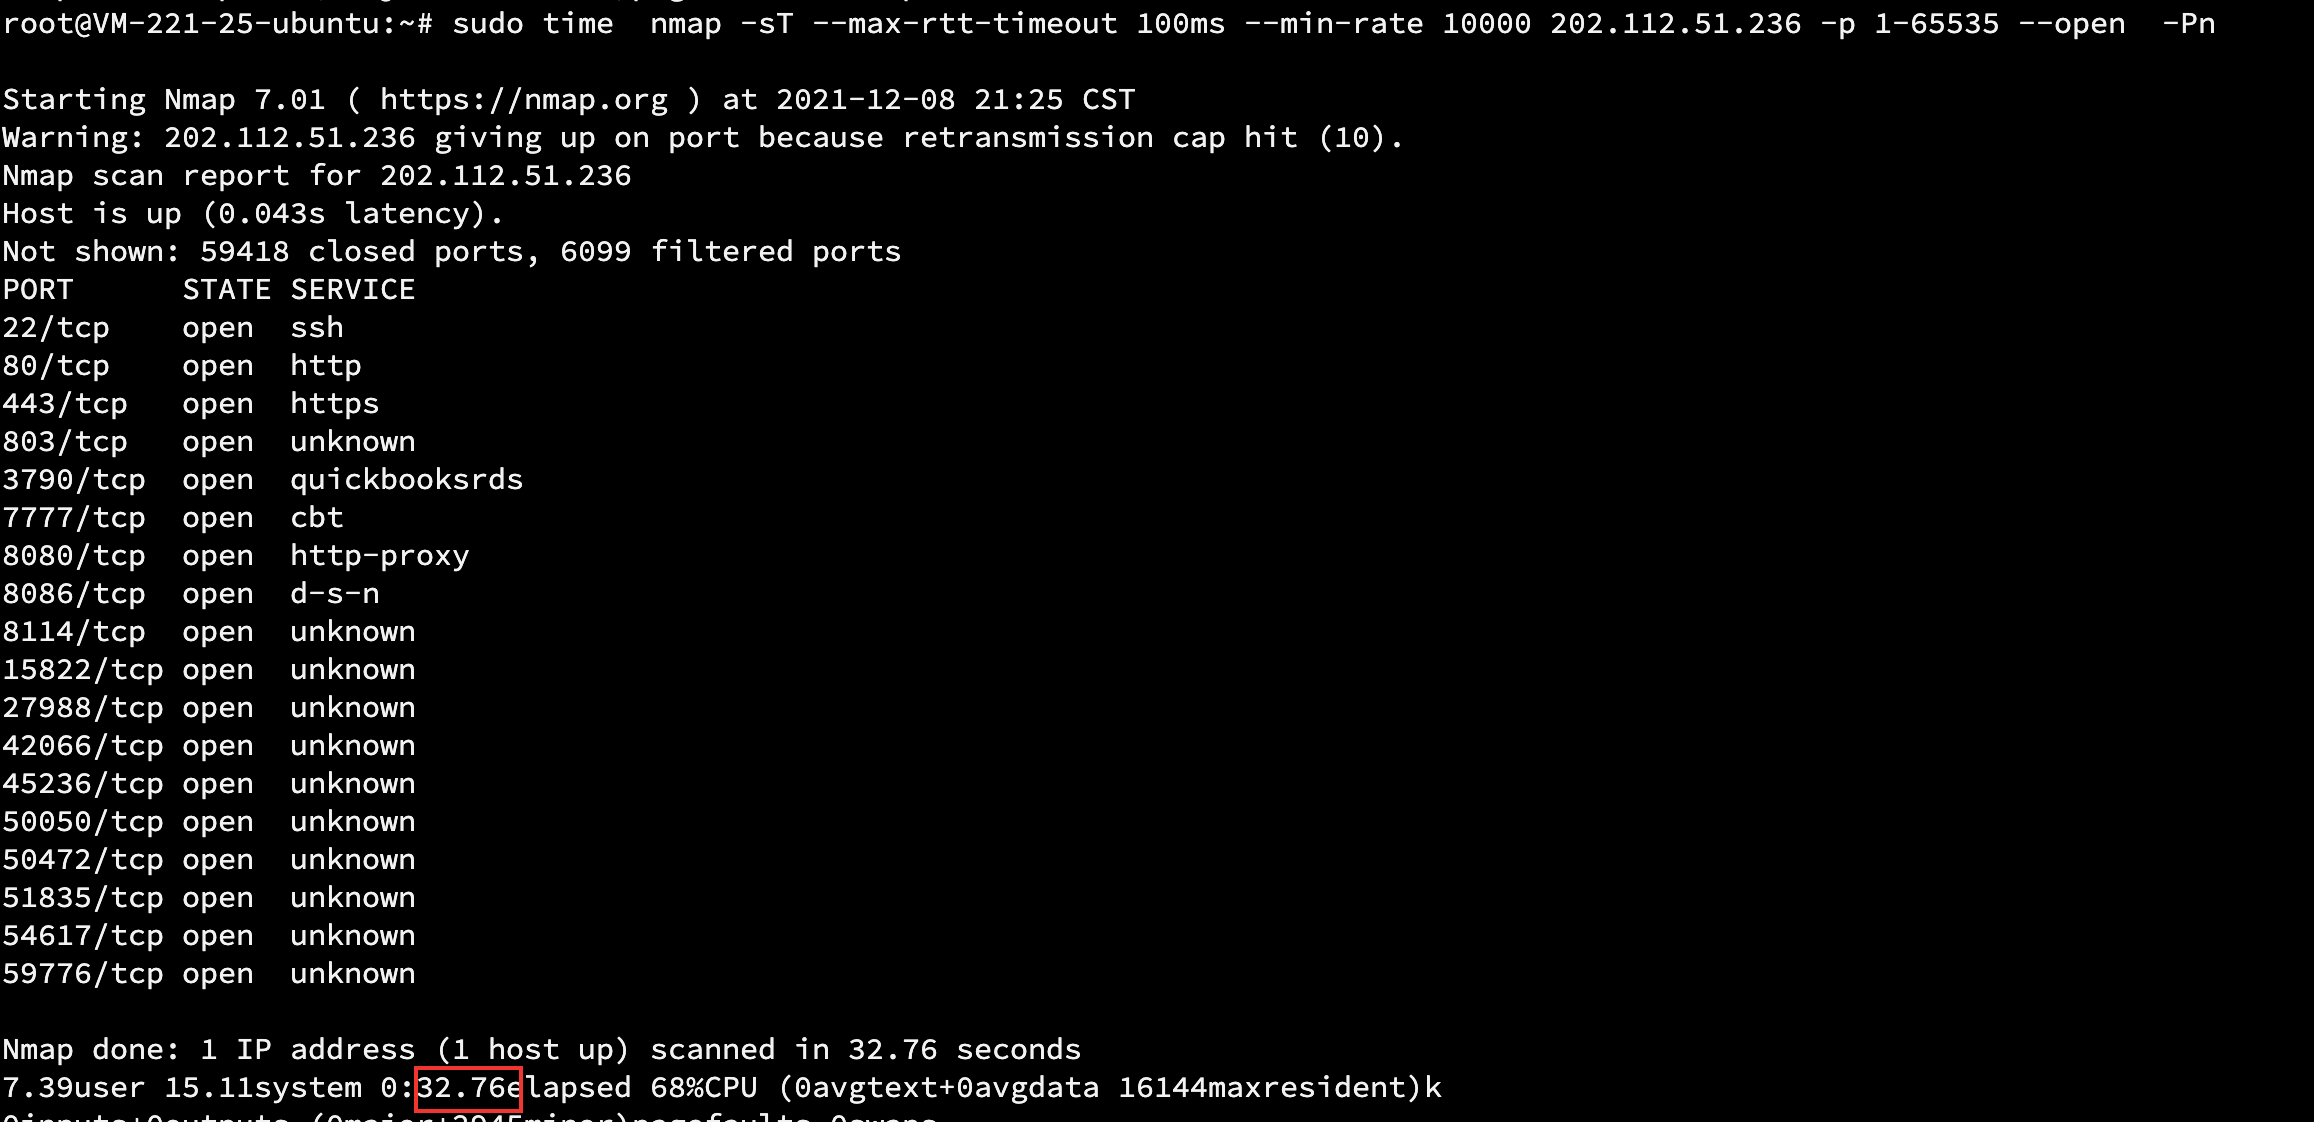 root@VM-221-25-ubuntu:~# sudo time  nmap -sT --max-rtt-timeout 100ms --min-rate 10000 202.112.51.236 -p 1-65535 --open  -Pn
Starting Nmap 7.01 ( https://nmap.org ) at 2021-12-08 21:25 CST
Warning: 202.112.51.236 giving up on port because retransmission cap hit (10).
Nmap scan report for 202.112.51.236
Host is up (0.043s latency).
Not shown: 59418 closed ports, 6099 filtered ports
PORT      STATE SERVICE
22/tcp    open  ssh
80/tcp    open  http
443/tcp   open  https
803/tcp   open  unknown
3790/tcp  open  quickbooksrds
7777/tcp  open  cbt
8080/tcp  open  http-proxy
8086/tcp  open  d-s-n
8114/tcp  open  unknown
15822/tcp open  unknown
27988/tcp open  unknown
42066/tcp open  unknown
45236/tcp open  unknown
50050/tcp open  unknown
50472/tcp open  unknown
51835/tcp open  unknown
54617/tcp open  unknown
59776/tcp open  unknown
Nmap done: 1 IP address (1 host up) scanned in 32.76 seconds
7.39user 15.11system 0:32.76elapsed 68%CPU (0avgtext+0avgdata 16144maxresident)k
0inputs+0outputs (0major+2945minor)pagefaults 0swaps